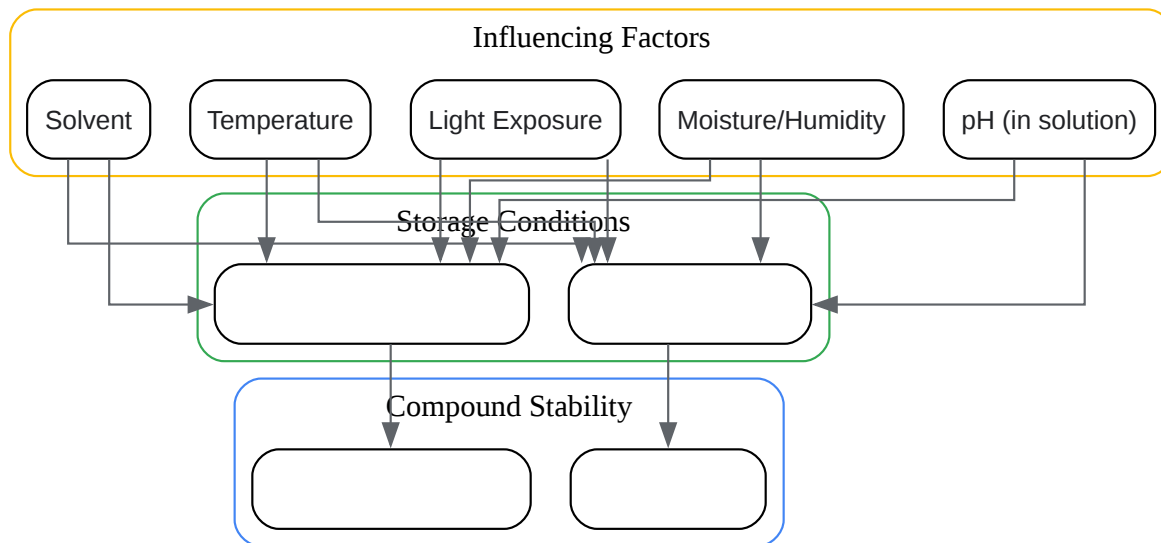 Influencing Factors
Solvent
Temperature
Light Exposure
Moisture/Humidity
pH (in solution)
Storage Conditions
Compound Stability